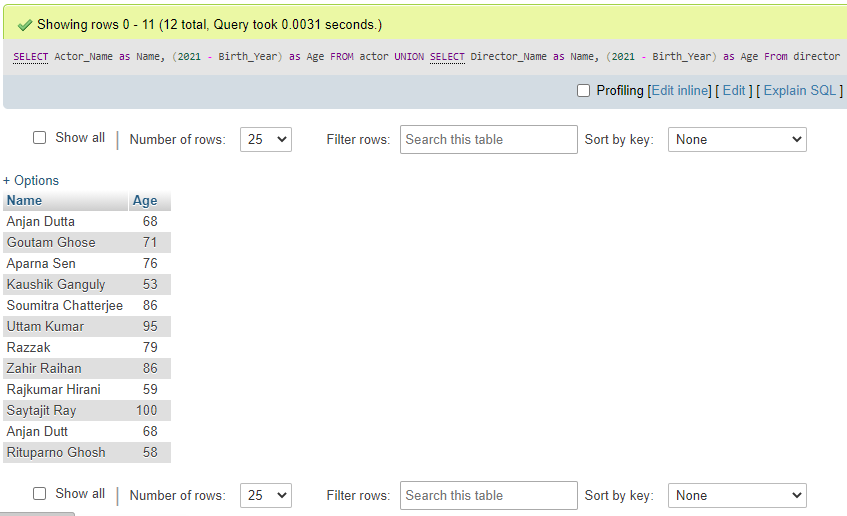 Showing rows 0 - 11 (12 total, Query took 0.0031 seconds.)
SELECT Actor_Name as Name, (2021 - Birth_Year) as Age FROM actor UNION SELECT Director_Name as Name, (2021 - Birth_Year) as Age From director
Profiling [Edit inline] [ Edit ] [ Explain SQL ]
Show all | Number of rows: 25 Filter rows: Search this table Sort by key: None
+ Options
Name Age
Anjan Dutta 68
Goutam Ghose 71
Aparna Sen 76
Kaushik Ganguly 53
Soumitra Chatterjee 86
Uttam Kumar 95
Razzak 79
Zahir Raihan 86
Rajkumar Hirani 59
Saytajit Ray 100
Anjan Dutt 68
Rituparno Ghosh 58
Show all | Number of rows: 25 Filter rows: Search this table Sort by key: None